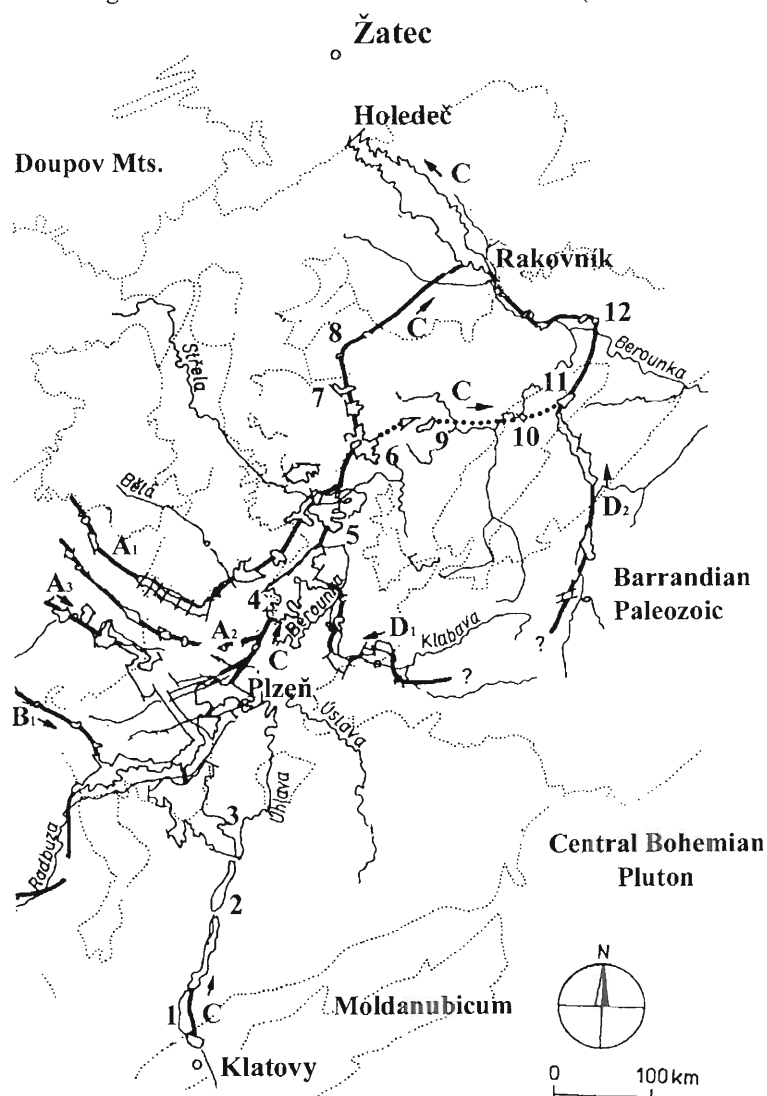 Žatec
Holedeč
Doupov Mts.
C
Rakovník
12
8
C
Berounka
Střela
7
C
11
6
9
10
Bělá
D2
A1
5
Barrandian
Paleozoic
A3
4
Berounka
D1
Klabava
A2
?
C
?
Plzeň
B1
Úslava
Úhlava
3
Radbuza
Central Bohemian
Pluton
2
N
1
C
Moldanubicum
Klatovy
0 100 km